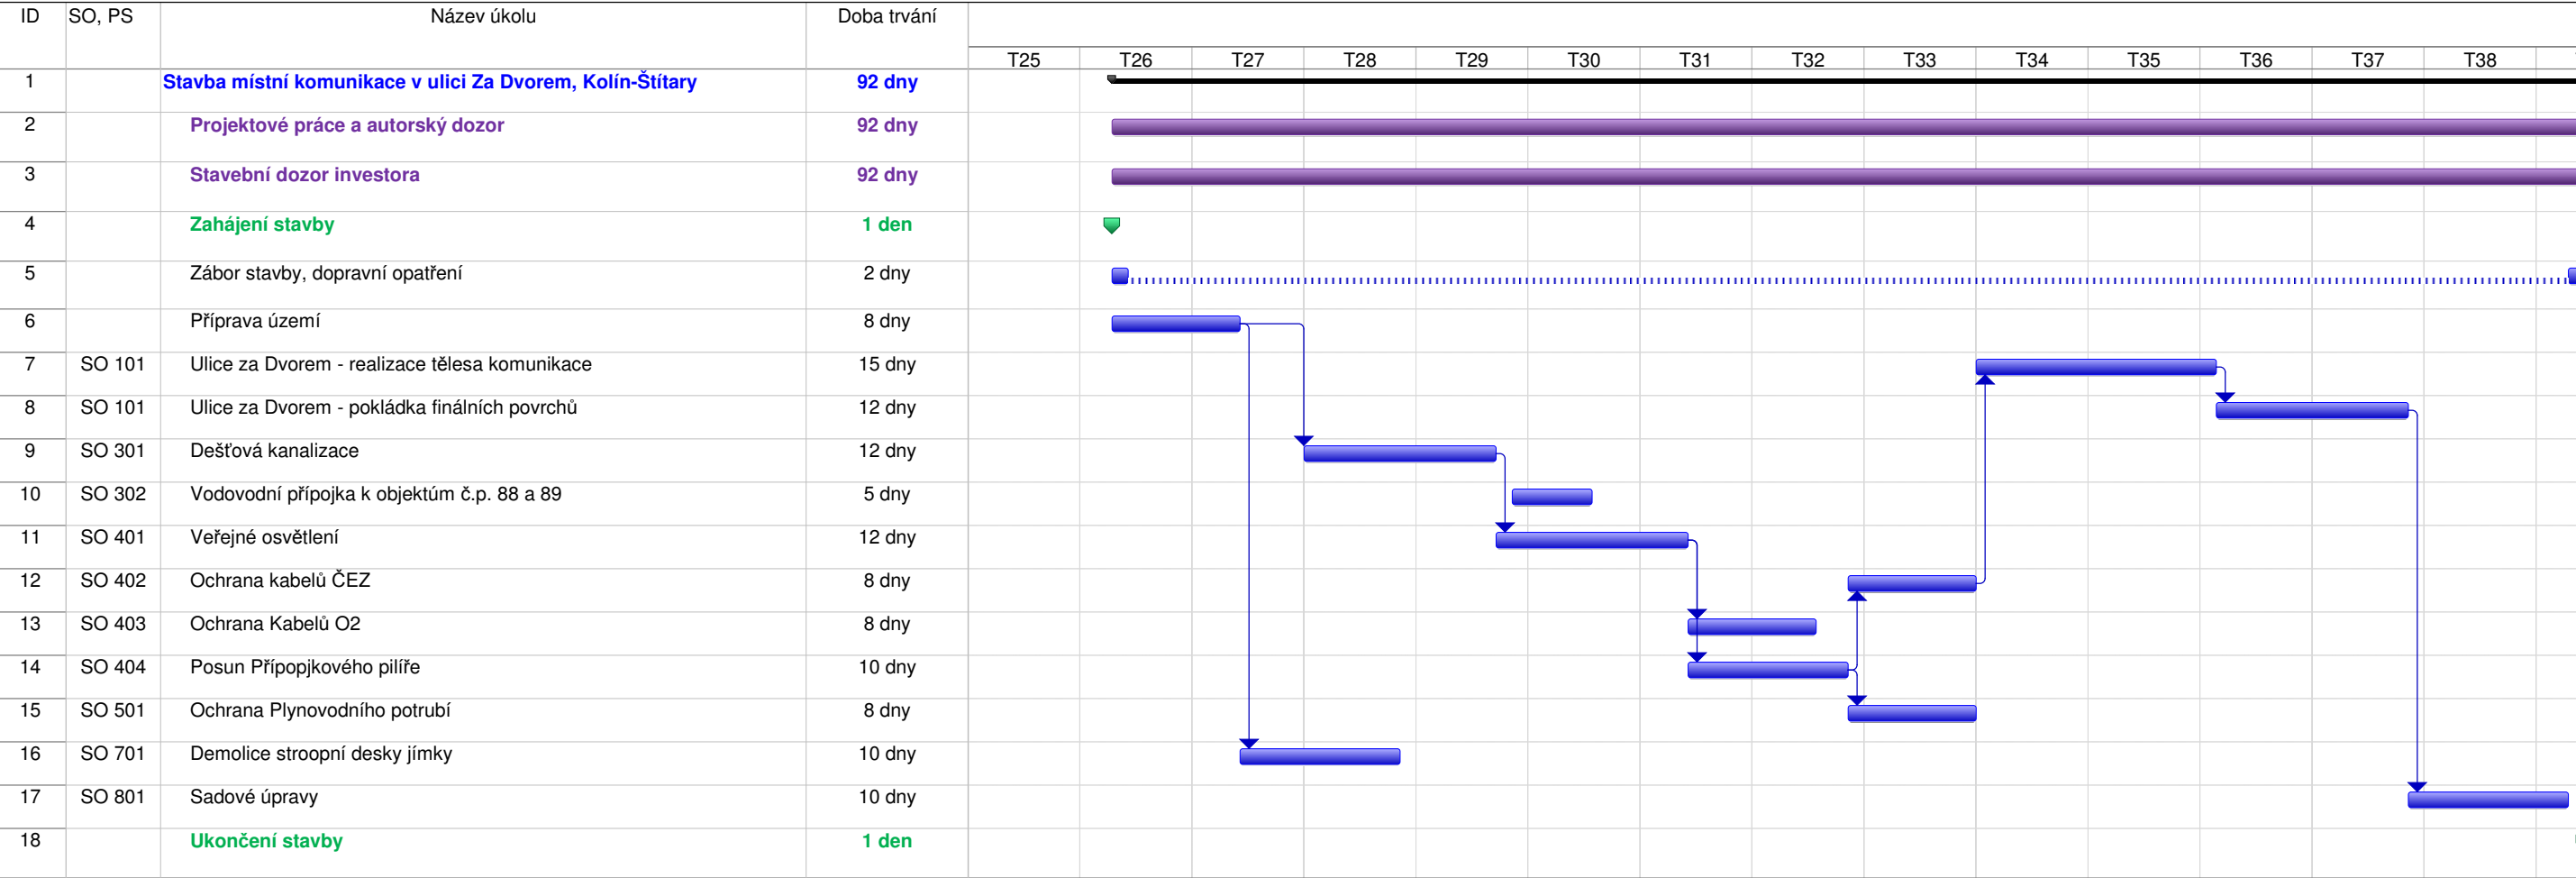 ID SO, PS Název úkolu Doba trvání
T25 T26 T27 T28 T29 T30 T31 T32 T33 T34 T35 T36 T37 T38
1 Stavba místní komunikace v ulici Za Dvorem, Kolín-Štítary 92 dny
2 Projektové práce a autorský dozor 92 dny
3 Stavební dozor investora 92 dny
4 Zahájení stavby 1 den
5 Zábor stavby, dopravní opatření 2 dny
6 Příprava území 8 dny
7 SO 101 Ulice za Dvorem - realizace tělesa komunikace 15 dny
8 SO 101 Ulice za Dvorem - pokládka finálních povrchů 12 dny
9 SO 301 Dešťová kanalizace 12 dny
10 SO 302 Vodovodní přípojka k objektúm č.p. 88 a 89 5 dny
11 SO 401 Veřejné osvětlení 12 dny
12 SO 402 Ochrana kabelů ČEZ 8 dny
13 SO 403 Ochrana Kabelů O2 8 dny
14 SO 404 Posun Přípopjkového pilíře 10 dny
15 SO 501 Ochrana Plynovodního potrubí 8 dny
16 SO 701 Demolice stroopní desky jímky 10 dny
17 SO 801 Sadové úpravy 10 dny
18 Ukončení stavby 1 den